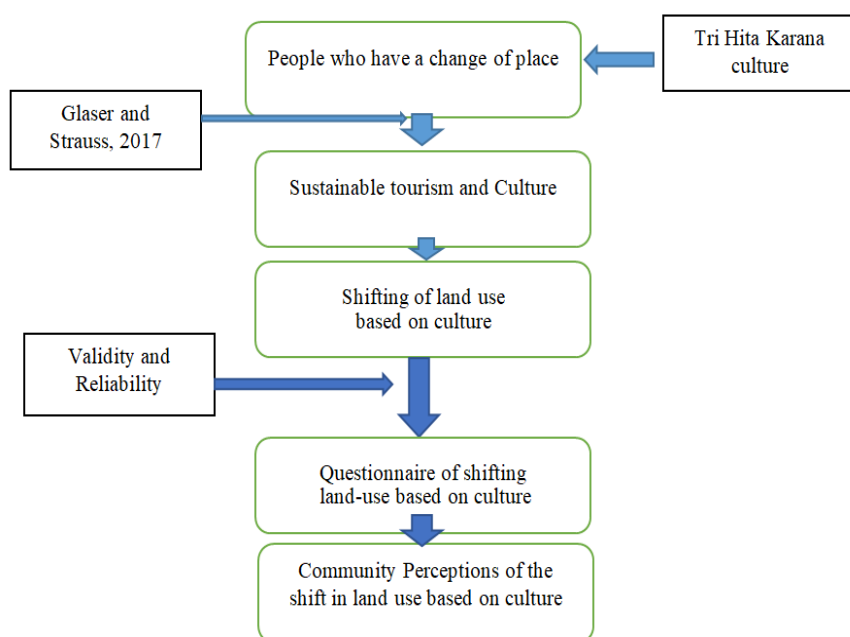 People who have a change of place
Tri Hita Karana
culture
Glaser and
Strauss, 2017
Sustainable tourism and Culture
Shifting of land use
based on culture
Validity and
Reliability
Questionnaire of shifting
land-use based on culture
Community Perceptions of the
shift in land use based on culture